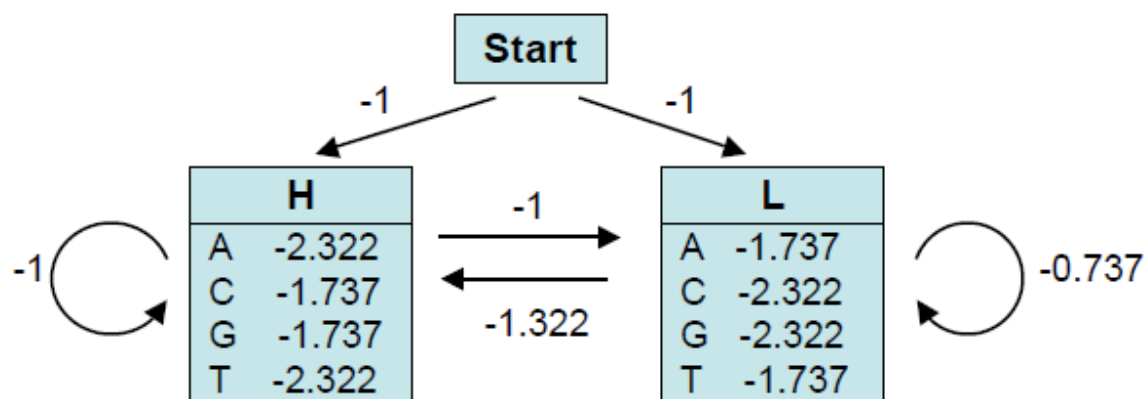 Start
-1 -1
H L
-1
A -2.322 A -1.737
-1 C -1.737 C -2.322 -0.737
G -1.737 -1.322 G -2.322
T -2.322 T -1.737